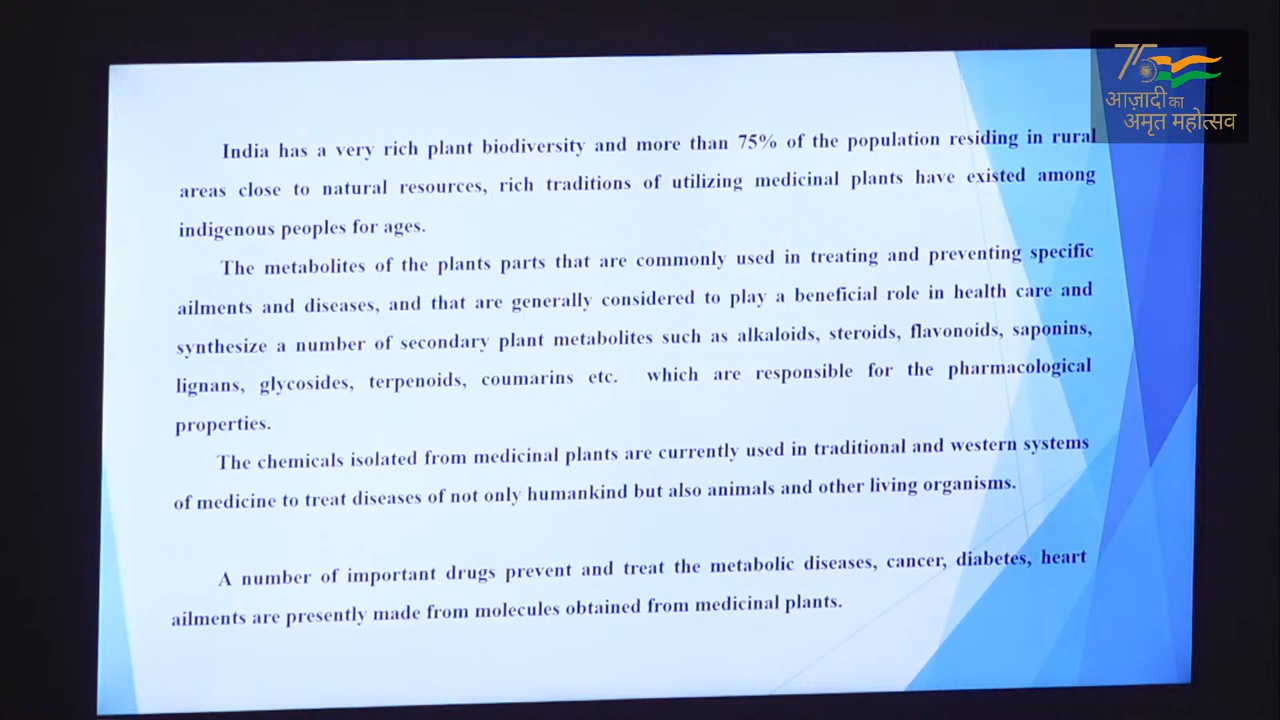 75
आज़ादी का
अमृत महोत्सव
India has a very rich plant biodiversity and more than 75% of the population residing in rural
areas close to natural resources, rich traditions of utilizing medicinal plants have existed among
indigenous peoples for ages.
The metabolites of the plants parts that are commonly used in treating and preventing specific
ailments and diseases, and that are generally considered to play a beneficial role in health care and
synthesize a number of secondary plant metabolites such as alkaloids, steroids, flavonoids, saponins,
lignans, glycosides, terpenoids, coumarins etc. which are responsible for the pharmacological
properties.
The chemicals isolated from medicinal plants are currently used in traditional and western systems
of medicine to treat diseases of not only humankind but also animals and other living organisms.
A number of important drugs prevent and treat the metabolic diseases, cancer, diabetes, heart
ailments are presently made from molecules obtained from medicinal plants.